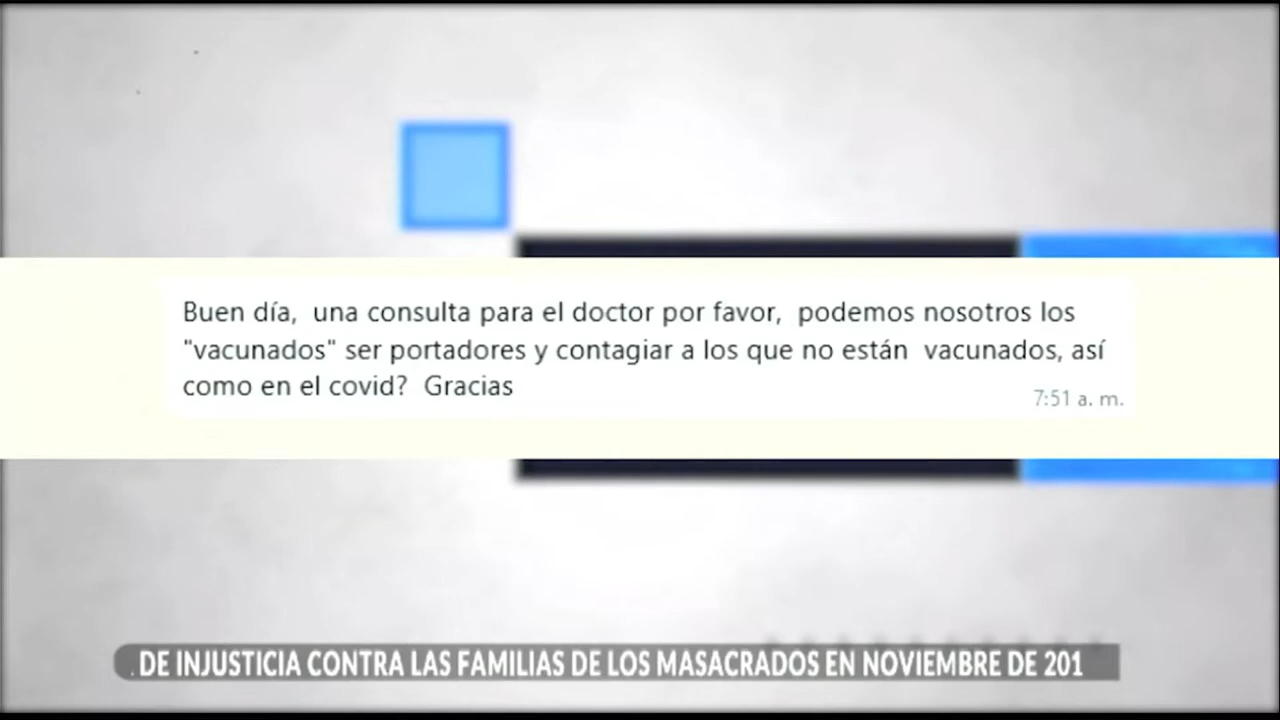 Buen día, una consulta para el doctor por favor, podemos nosotros los
"vacunados" ser portadores y contagiar a los que no están vacunados, así
como en el covid? Gracias
7:51 a. m.
. DE INJUSTICIA CONTRA LAS FAMILIAS DE LOS MASACRADOS EN NOVIEMBRE DE 201